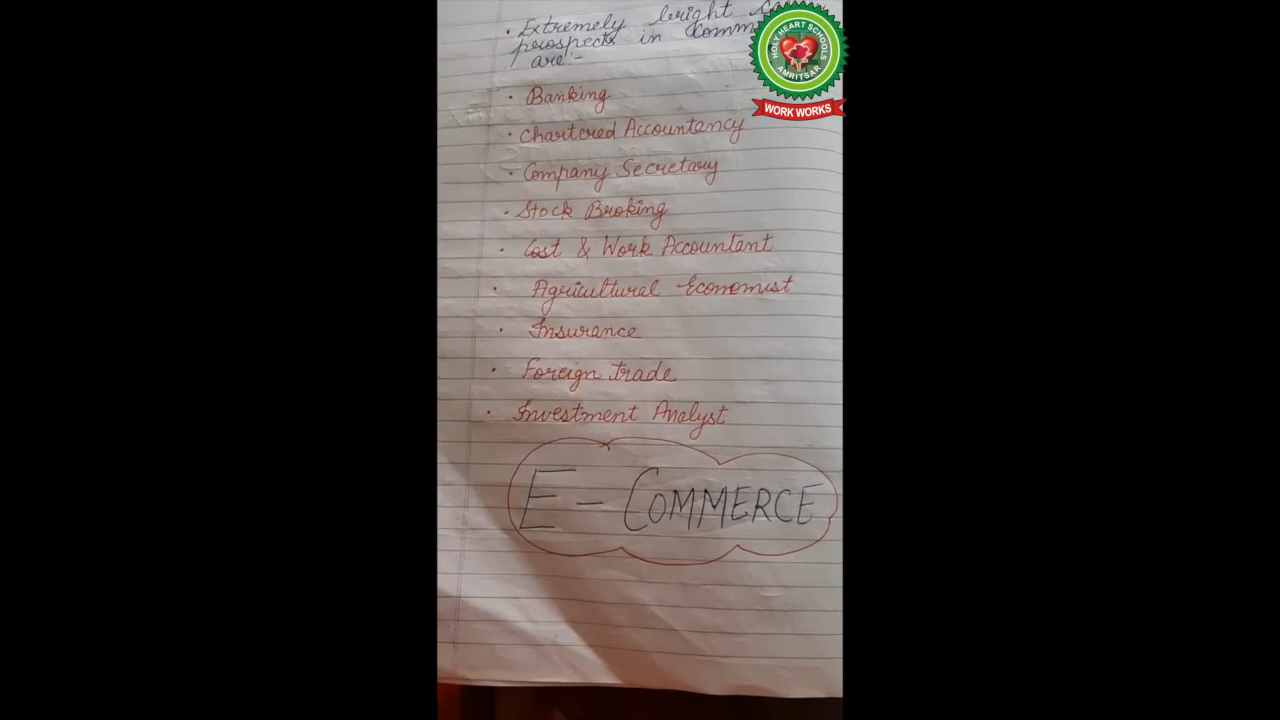 • Extremely bright
prospects in Comm
are :-
• Banking
• Chartered Accountancy
• Company Secretary
• Stock Broking
• Cost & Work Accountant
• Agricultural Economist
• Insurance
• Foreign trade
• Investment Analyst
E - COMMERCE
HOLY HEART SCHOOLS
AMRITSAR
WORK WORKS